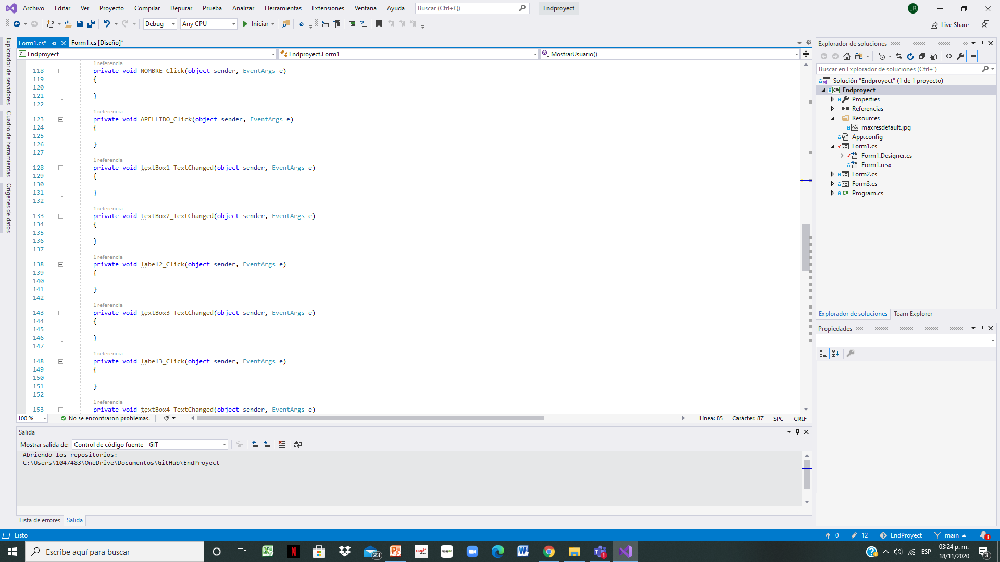 Archivo Editar Ver Proyecto Compilar Depurar Prueba Analizar Herramientas Extensiones Ventana Ayuda Buscar (Ctrl+Q) Endproyect LR
Debug Any CPU Iniciar Live Share
Explorador de servidores
Cuadro de herramientas
Orígenes de datos
Form1.cs* Form1.cs [Diseño]*
Endproyect Endproyect.Form1 MostrarUsuario()
1 referencia
118 private void NOMBRE_Click(object sender, EventArgs e)
119 {
120
121 }
122
1 referencia
123 private void APELLIDO_Click(object sender, EventArgs e)
124 {
125
126 }
127
1 referencia
128 private void textBox1_TextChanged(object sender, EventArgs e)
129 {
130
131 }
132
1 referencia
133 private void textBox2_TextChanged(object sender, EventArgs e)
134 {
135
136 }
137
1 referencia
138 private void label2_Click(object sender, EventArgs e)
139 {
140
141 }
142
1 referencia
143 private void textBox3_TextChanged(object sender, EventArgs e)
144 {
145
146 }
147
1 referencia
148 private void label3_Click(object sender, EventArgs e)
149 {
150
151 }
152
1 referencia
153 private void textBox4_TextChanged(object sender, EventArgs e)
100 % No se encontraron problemas. Línea: 85 Carácter: 87 SPC CRLF
Salida
Mostrar salida de: Control de código fuente - GIT
Abriendo los repositorios:
C:\Users\1047483\OneDrive\Documentos\GitHub\EndProyect
Lista de errores Salida
Explorador de soluciones
Buscar en Explorador de soluciones (Ctrl+´)
Solución "Endproyect" (1 de 1 proyecto)
C# Endproyect
Properties
Referencias
Resources
maxresdefault.jpg
App.config
Form1.cs
Form1.Designer.cs
Form1.resx
Form2.cs
Form3.cs
C# Program.cs
Explorador de soluciones Team Explorer
Propiedades
Listo 0 12 EndProyect main 3
Escribe aquí para buscar 23 1 ESP 03:24 p. m.
18/11/2020 3